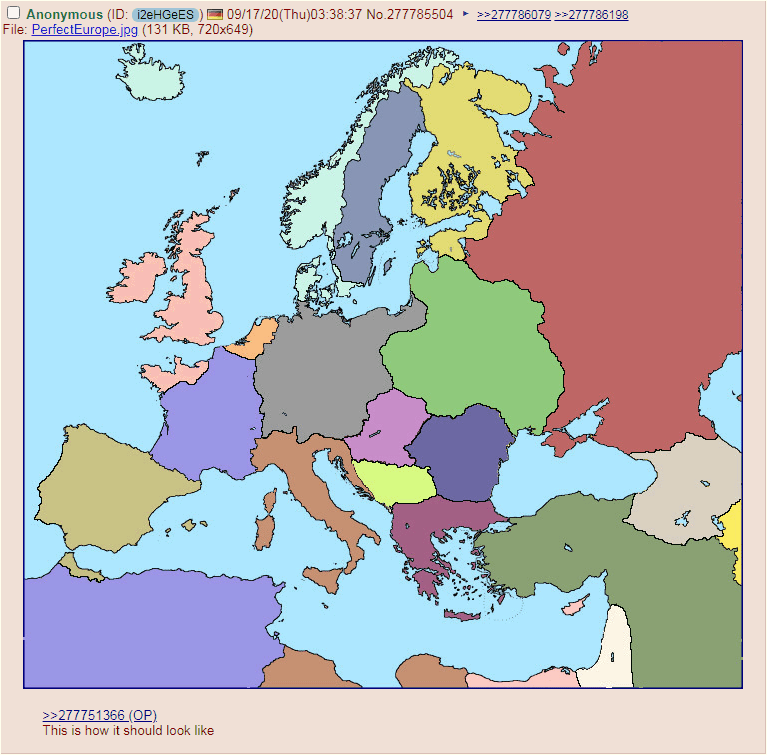 Anonymous (ID: i2eHGeES) 09/17/20(Thu)03:38:37 No.277785504 ‣ >>277786079 >>277786198
File: PerfectEurope.jpg (131 KB, 720x649)
>>277751366 (OP)
This is how it should look like